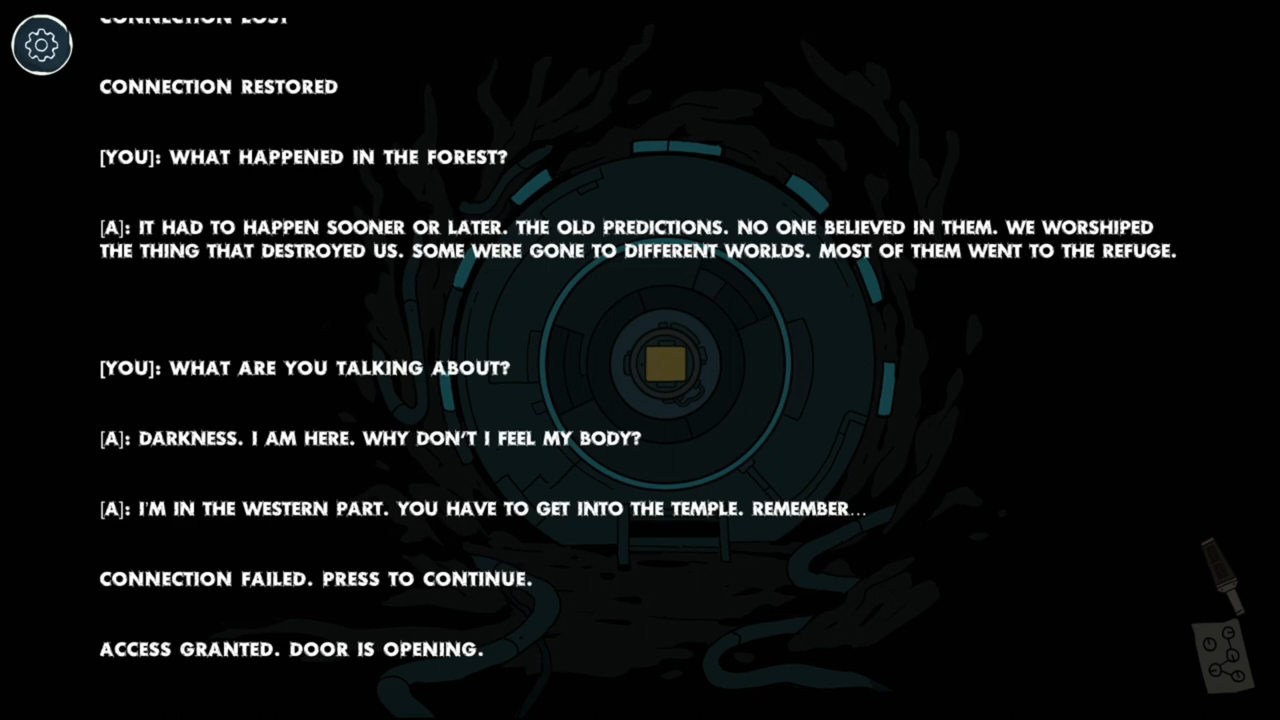 CONNECTION LOST
CONNECTION RESTORED
[YOU]: WHAT HAPPENED IN THE FOREST?
[A]: IT HAD TO HAPPEN SOONER OR LATER. THE OLD PREDICTIONS. NO ONE BELIEVED IN THEM. WE WORSHIPED
THE THING THAT DESTROYED US. SOME WERE GONE TO DIFFERENT WORLDS. MOST OF THEM WENT TO THE REFUGE.
[YOU]: WHAT ARE YOU TALKING ABOUT?
[A]: DARKNESS. I AM HERE. WHY DON'T I FEEL MY BODY?
[A]: I'M IN THE WESTERN PART. YOU HAVE TO GET INTO THE TEMPLE. REMEMBER...
CONNECTION FAILED. PRESS TO CONTINUE.
ACCESS GRANTED. DOOR IS OPENING.